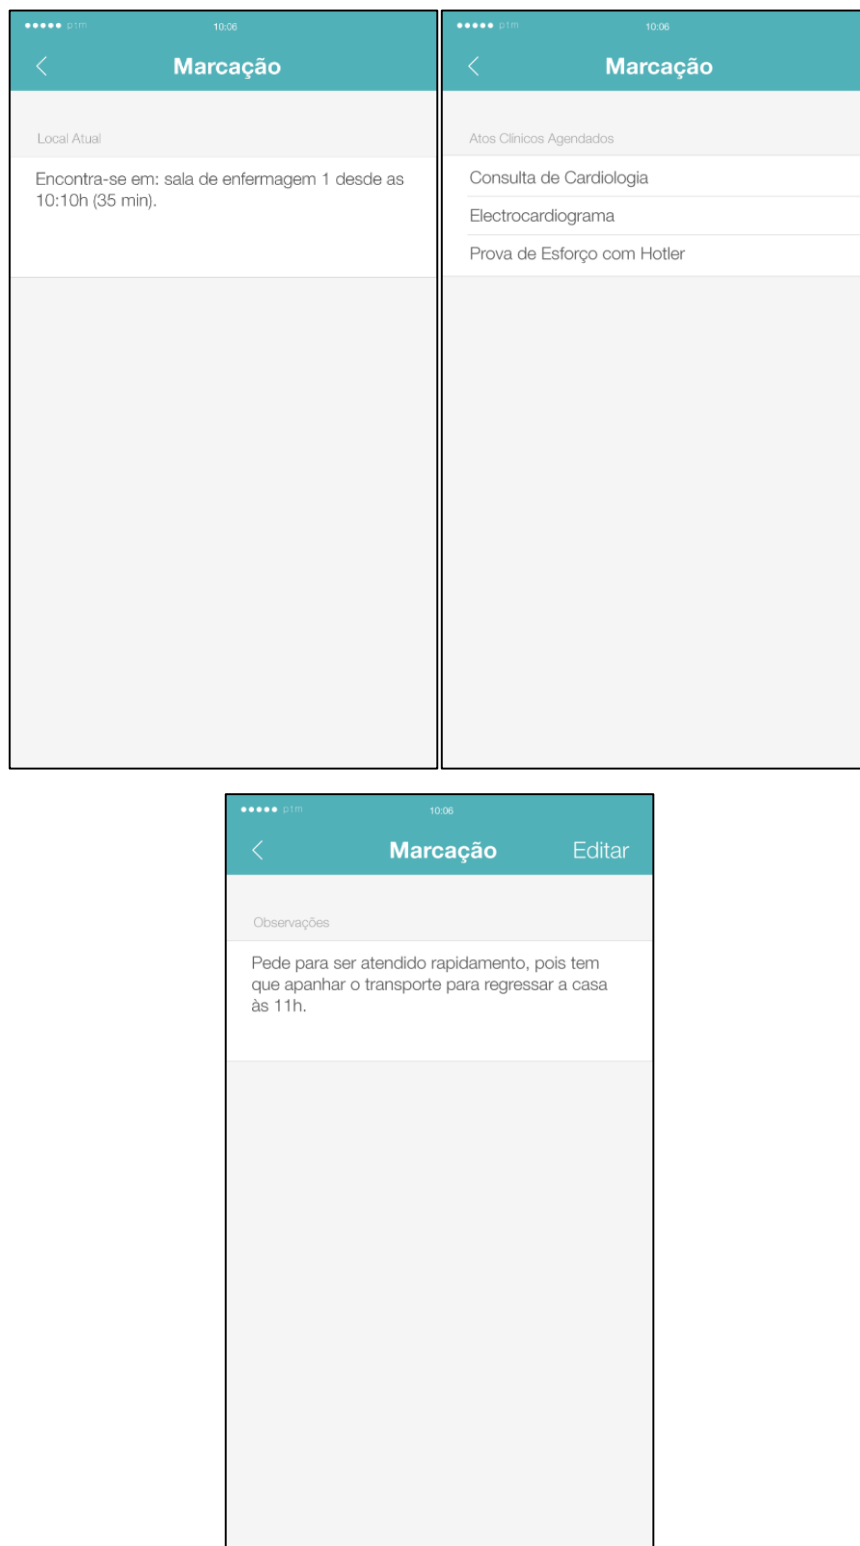 ptm 10:06
Marcação
Local Atual
Encontra-se em: sala de enfermagem 1 desde as
10:10h (35 min).
ptm 10:06
Marcação
Atos Clínicos Agendados
Consulta de Cardiologia
Electrocardiograma
Prova de Esforço com Hotler
ptm 10:06
Marcação Editar
Observações
Pede para ser atendido rapidamento, pois tem
que apanhar o transporte para regressar a casa
às 11h.